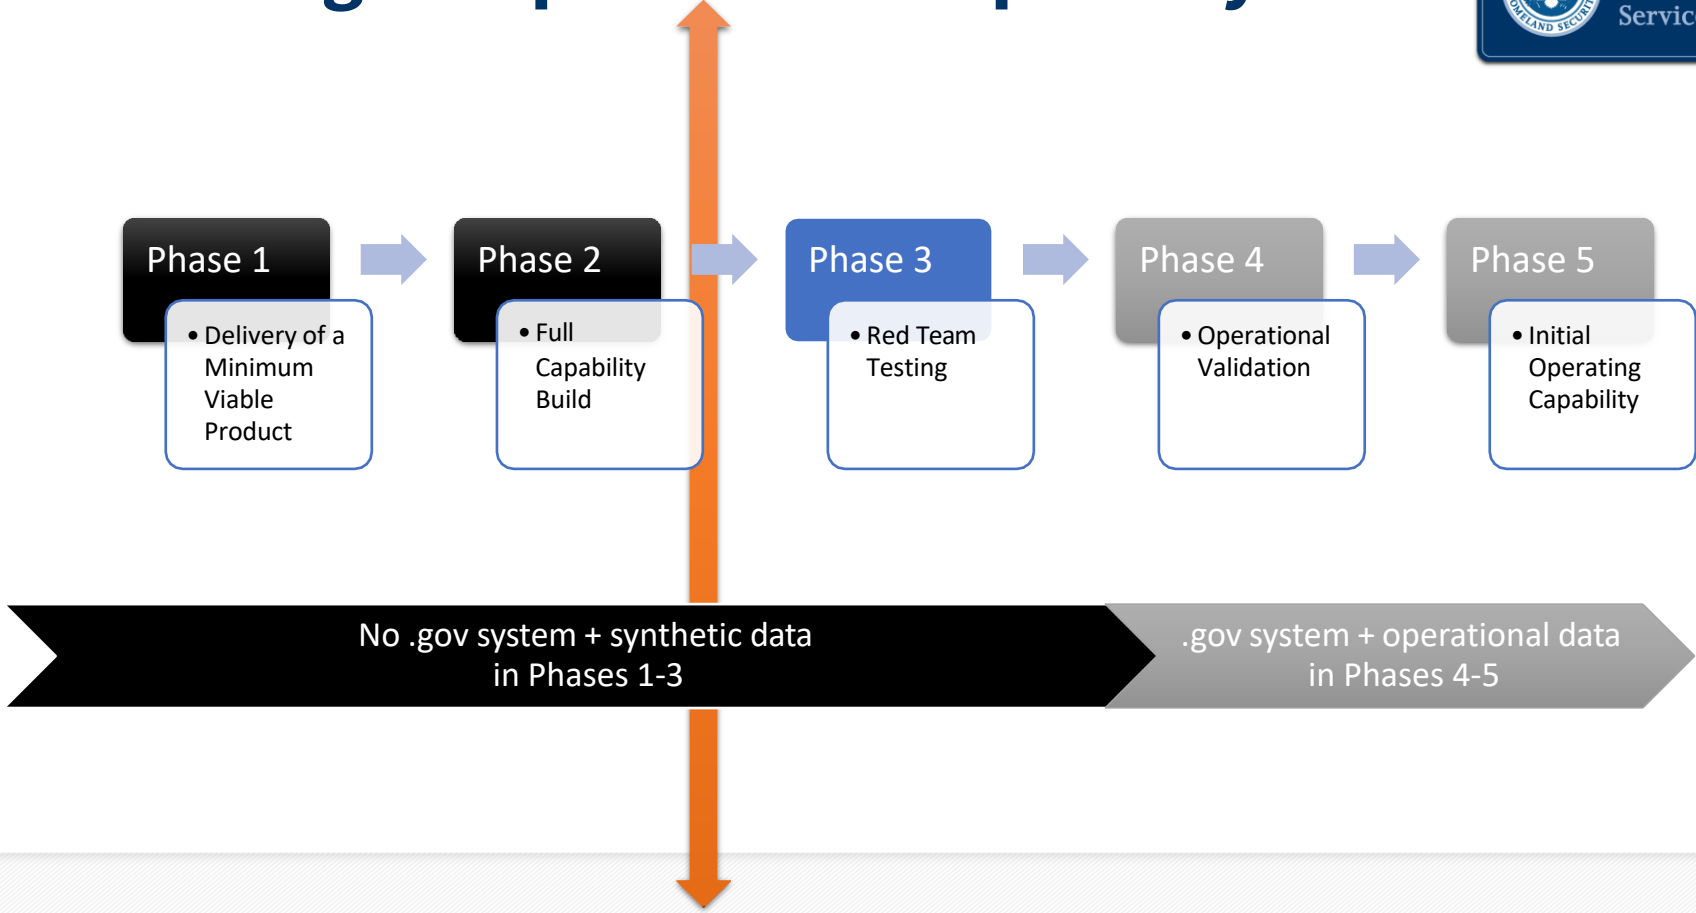 HOMELAND SECURI
Servic
Phase 1
• Delivery of a
Minimum
Viable
Product
Phase 2
• Full
Capability
Build
Phase 3
• Red Team
Testing
Phase 4
• Operational
Validation
Phase 5
• Initial
Operating
Capability
No .gov system + synthetic data
in Phases 1-3
.gov system + operational data
in Phases 4-5